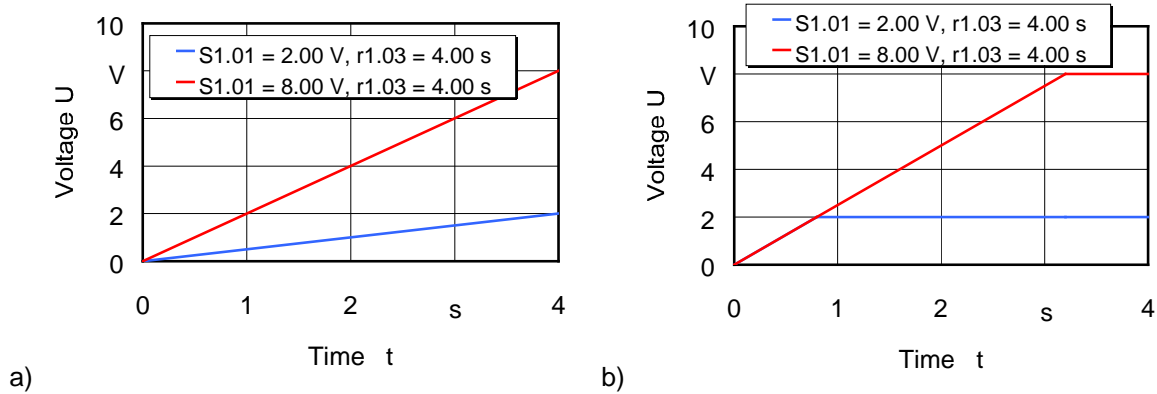 10
V
6
4
2
0
Voltage U
S1.01 = 2.00 V, r1.03 = 4.00 s
S1.01 = 8.00 V, r1.03 = 4.00 s
0 1 2 s 4
Time t
a)
10
V
6
4
2
0
Voltage U
S1.01 = 2.00 V, r1.03 = 4.00 s
S1.01 = 8.00 V, r1.03 = 4.00 s
0 1 2 s 4
Time t
b)